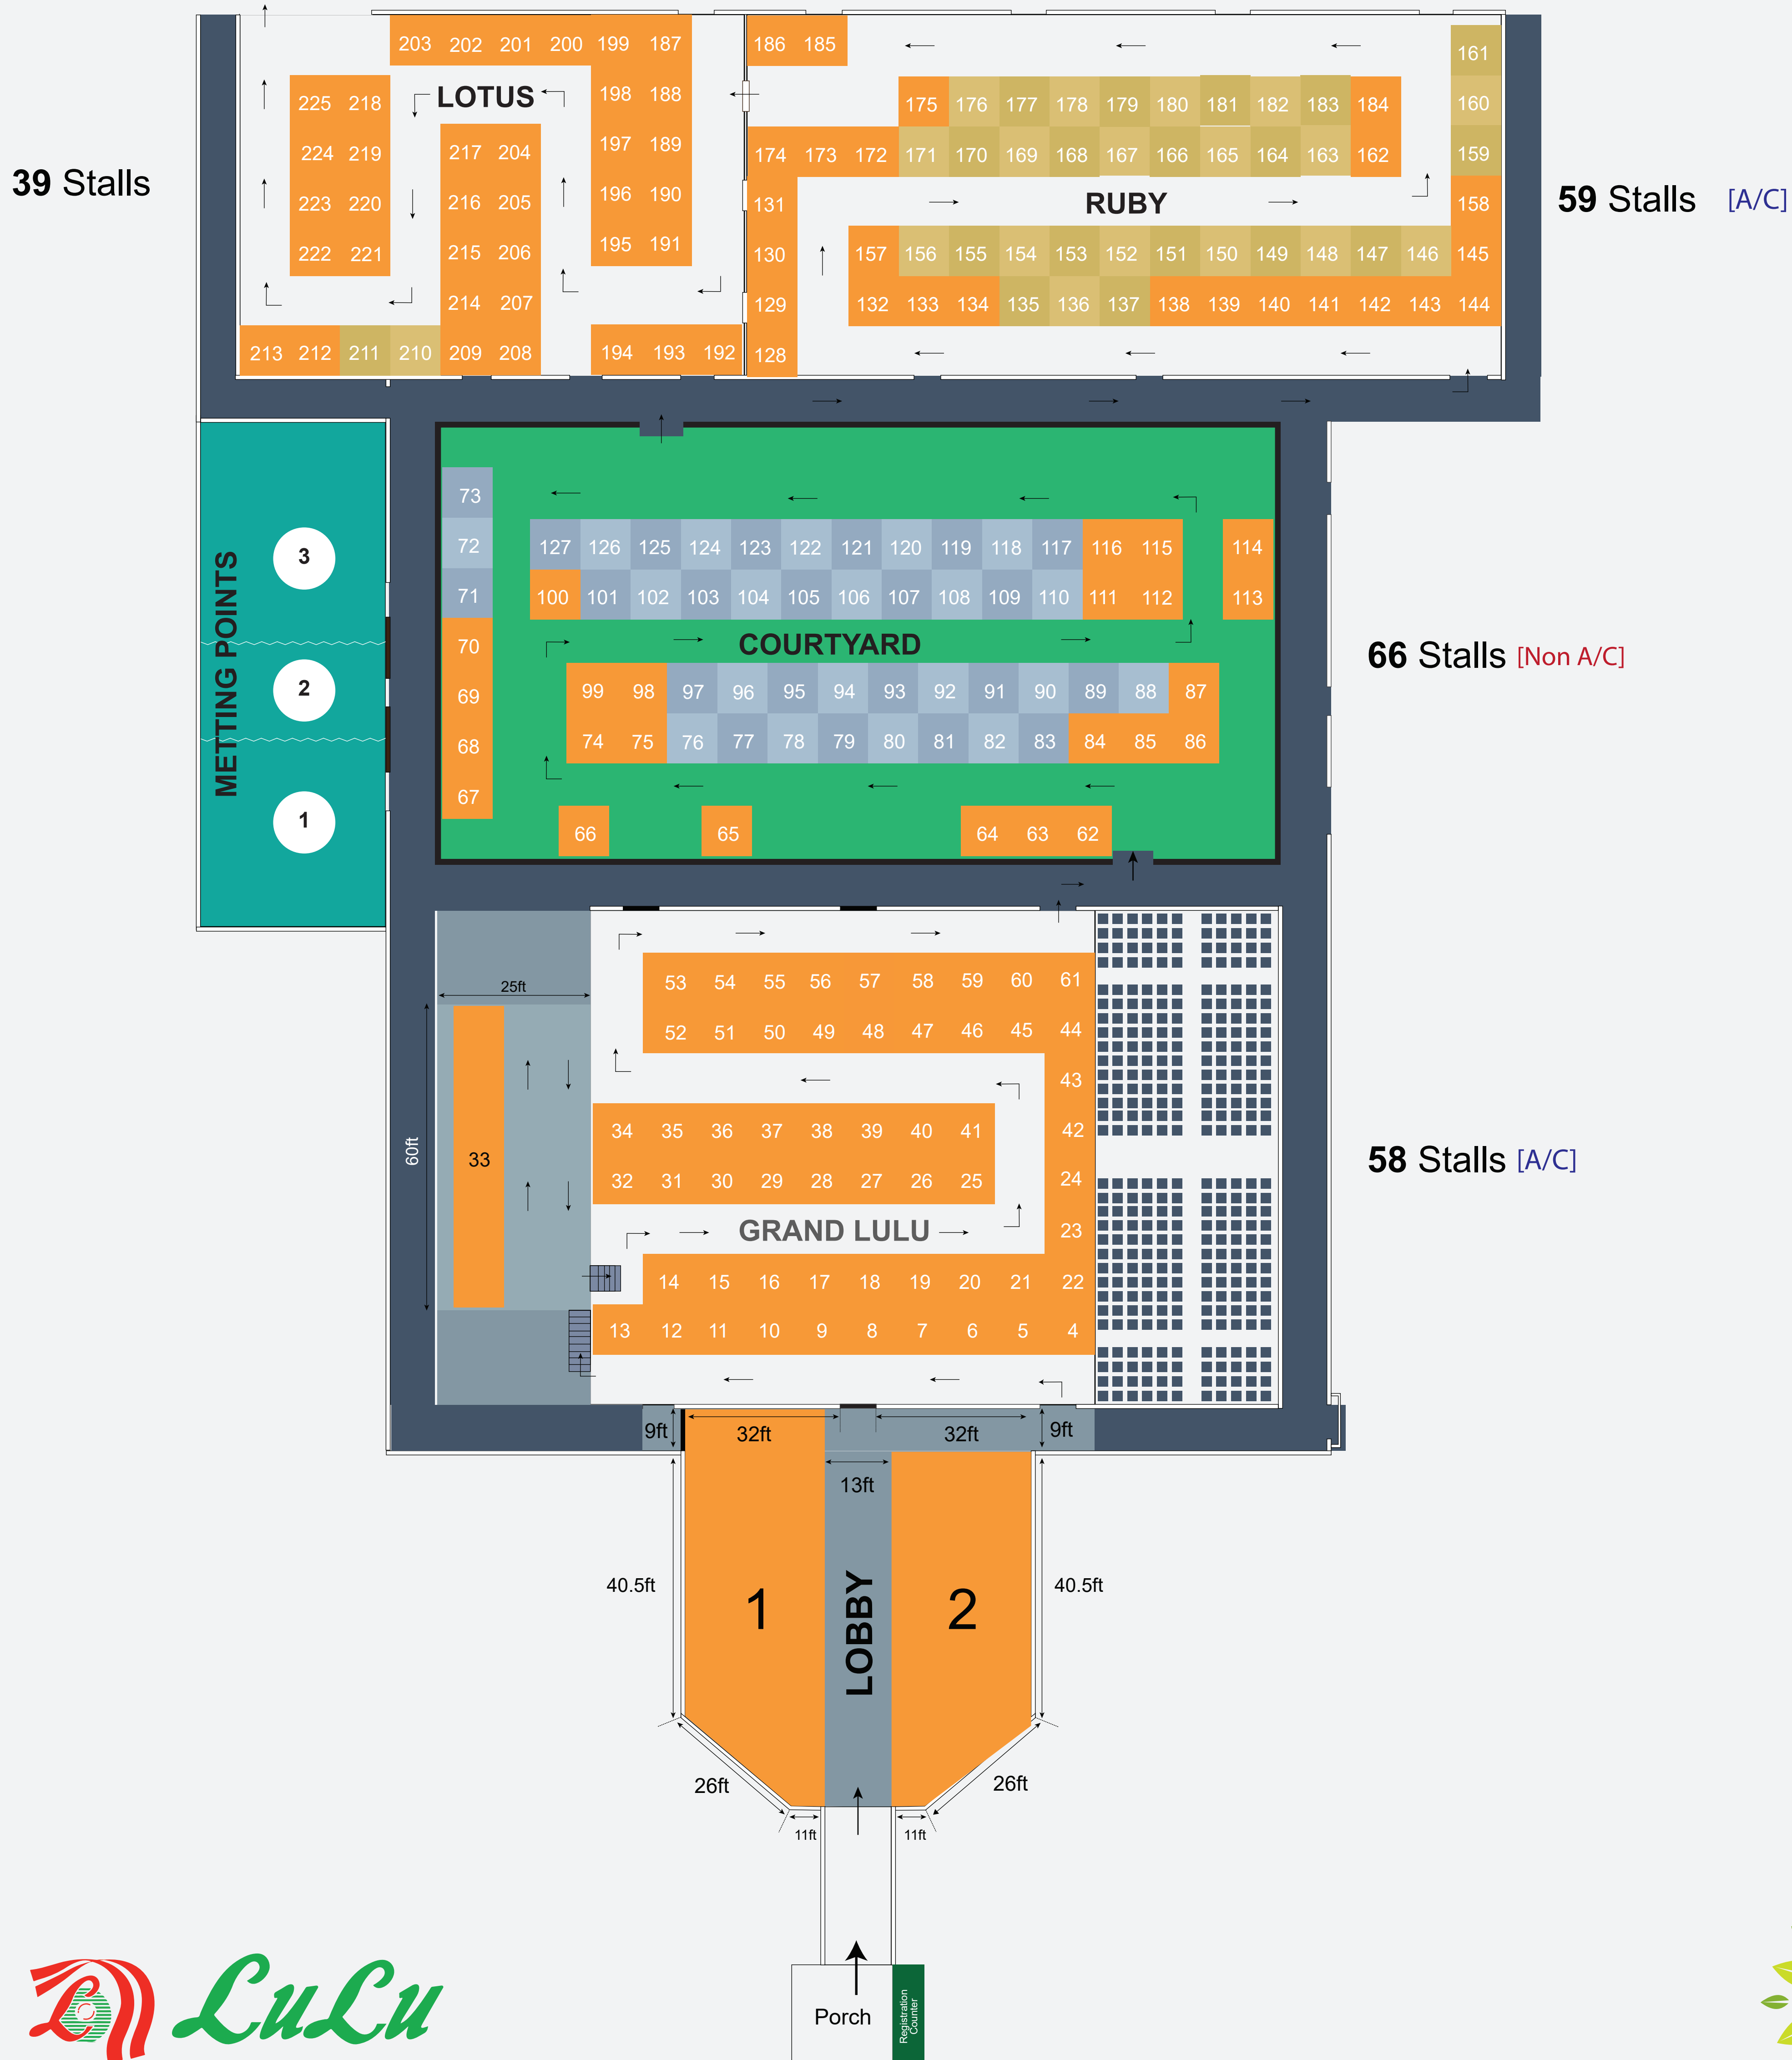 203 202 201 200 199 187 186 185
161
225 218 LOTUS 198 188
175 176 177 178 179 180 181 182 183 184 160
224 219 217 204 197 189
174 173 172 171 170 169 168 167 166 165 164 163 162 159
39 Stalls
223 220 216 205 196 190
131 RUBY 158
59 Stalls [A/C]
222 221 215 206 195 191
130 157 156 155 154 153 152 151 150 149 148 147 146 145
214 207
129 132 133 134 135 136 137 138 139 140 141 142 143 144
213 212 211 210 209 208 194 193 192 128
73
72 127 126 125 124 123 122 121 120 119 118 117 116 115 114
71 100 101 102 103 104 105 106 107 108 109 110 111 112 113
70 COURTYARD
66 Stalls [Non A/C]
69 99 98 97 96 95 94 93 92 91 90 89 88 87
68 74 75 76 77 78 79 80 81 82 83 84 85 86
67
66 65 64 63 62
METTING POINTS
3
2
1
25ft
53 54 55 56 57 58 59 60 61
52 51 50 49 48 47 46 45 44
43
60ft
33
34 35 36 37 38 39 40 41 42
58 Stalls [A/C]
32 31 30 29 28 27 26 25 24
GRAND LULU 23
14 15 16 17 18 19 20 21 22
13 12 11 10 9 8 7 6 5 4
9ft 32ft 32ft 9ft
13ft
40.5ft 1 LOBBY 2 40.5ft
26ft 26ft
11ft 11ft
Porch
Registration
Counter
LuLu